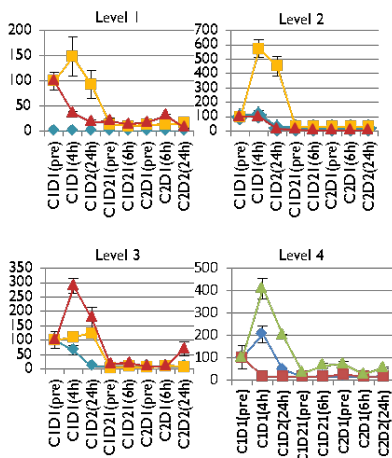 Level 1
150
100
50
0
C1D1(pre)
C1D1(4h)
C1D2(24h)
C1D21(pre)
C1D21(6h)
C2D1(pre)
C2D1(6h)
C2D2(24h)
Level 2
700
600
500
400
300
200
100
0
C1D1(pre)
C1D1(4h)
C1D2(24h)
C1D21(pre)
C1D21(6h)
C2D1(pre)
C2D1(6h)
C2D2(24h)
Level 3
350
300
250
200
150
100
50
0
C1D1(pre)
C1D1(4h)
C1D2(24h)
C1D21(pre)
C1D21(6h)
C2D1(pre)
C2D1(6h)
C2D2(24h)
Level 4
500
400
300
200
100
0
C1D1(pre)
C1D1(4h)
C1D2(24h)
C1D21(pre)
C1D21(6h)
C2D1(pre)
C2D1(6h)
C2D2(24h)